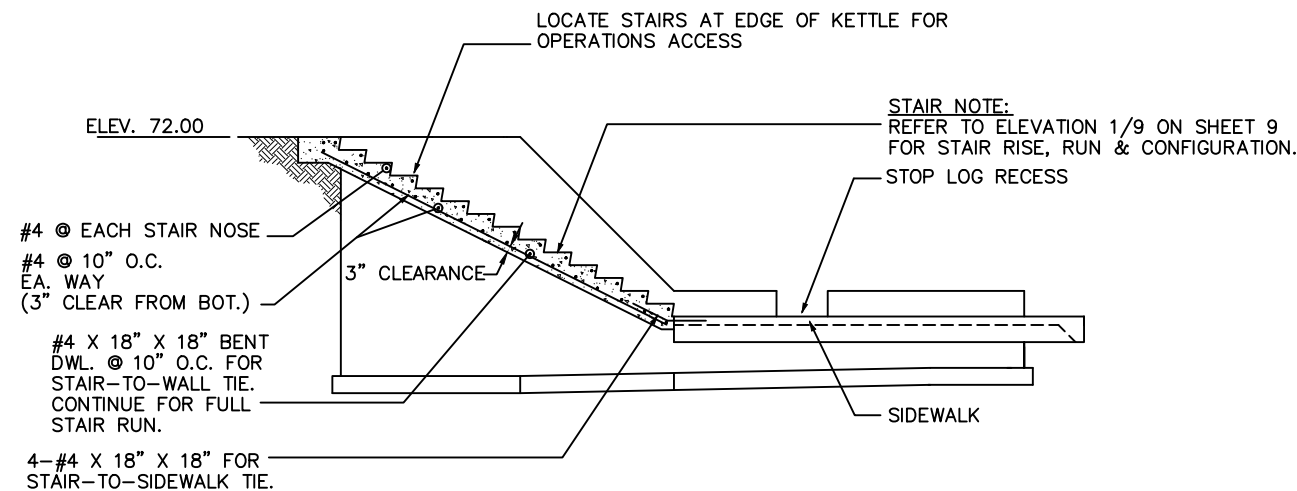 LOCATE STAIRS AT EDGE OF KETTLE FOR
OPERATIONS ACCESS
ELEV. 72.00
STAIR NOTE:
REFER TO ELEVATION 1/9 ON SHEET 9
FOR STAIR RISE, RUN & CONFIGURATION.
STOP LOG RECESS
#4 @ EACH STAIR NOSE
#4 @ 10" O.C.
EA. WAY
(3" CLEAR FROM BOT.)
3" CLEARANCE
#4 X 18" X 18" BENT
DWL. @ 10" O.C. FOR
STAIR-TO-WALL TIE.
CONTINUE FOR FULL
STAIR RUN.
SIDEWALK
4-#4 X 18" X 18" FOR
STAIR-TO-SIDEWALK TIE.